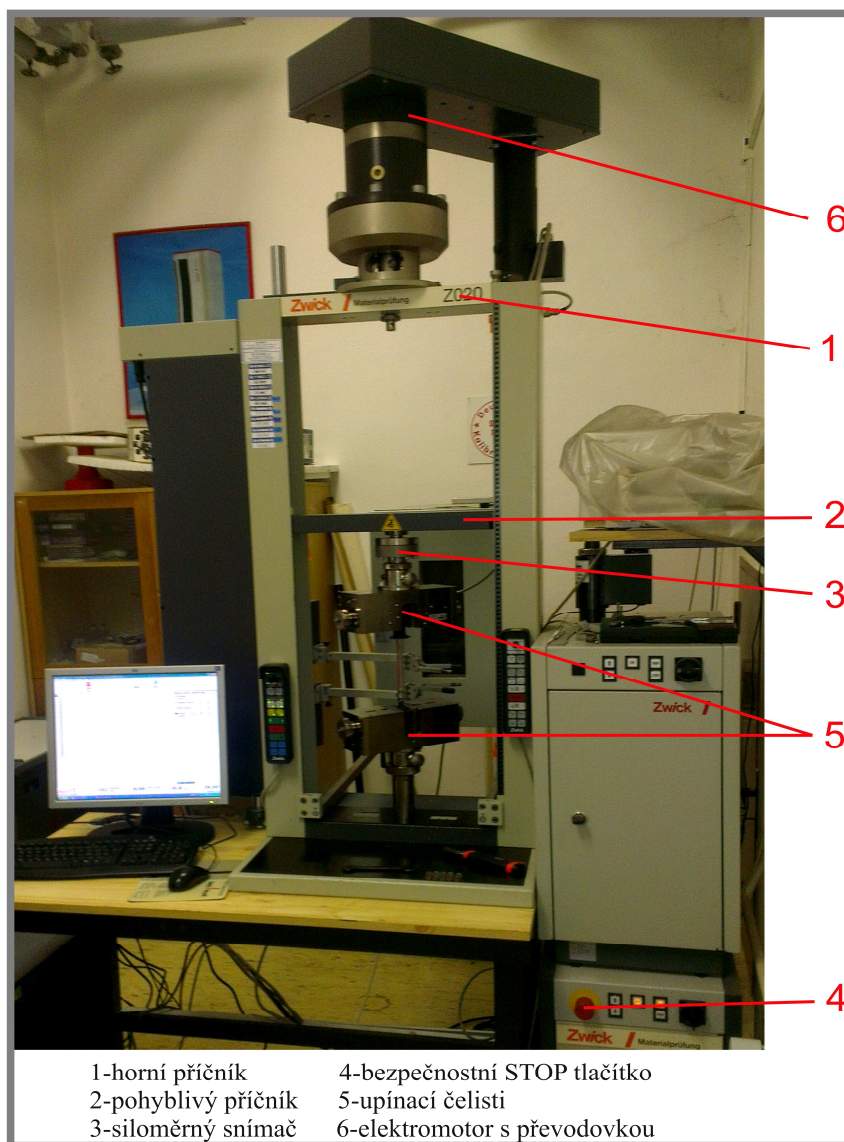 6
Zwick / Materialprüfung Z020
1
2
3
5
Zwick /
4
Zwick / Materialprüfung
1-horní příčník 4-bezpečnostní STOP tlačítko
2-pohyblivý příčník 5-upínací čelisti
3-siloměrný snímač 6-elektromotor s převodovkou